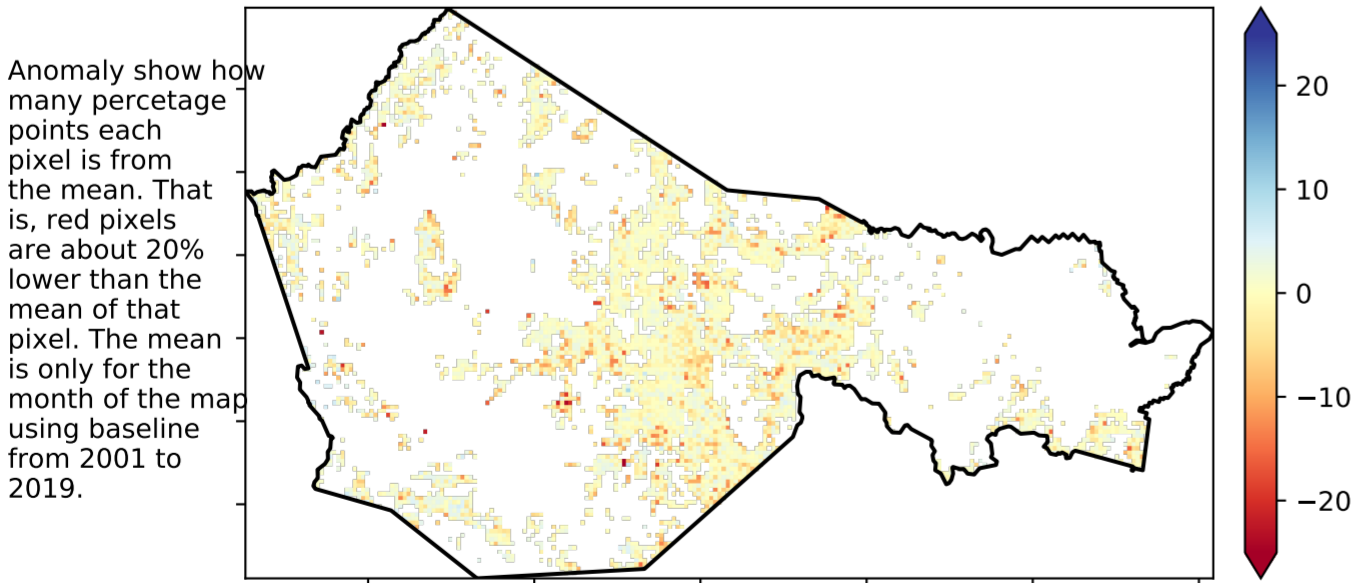 Anomaly show how
many percetage
points each
pixel is from
the mean. That
is, red pixels
are about 20%
lower than the
mean of that
pixel. The mean
is only for the
month of the map
using baseline
from 2001 to
2019.
20
10
0
−10
−20